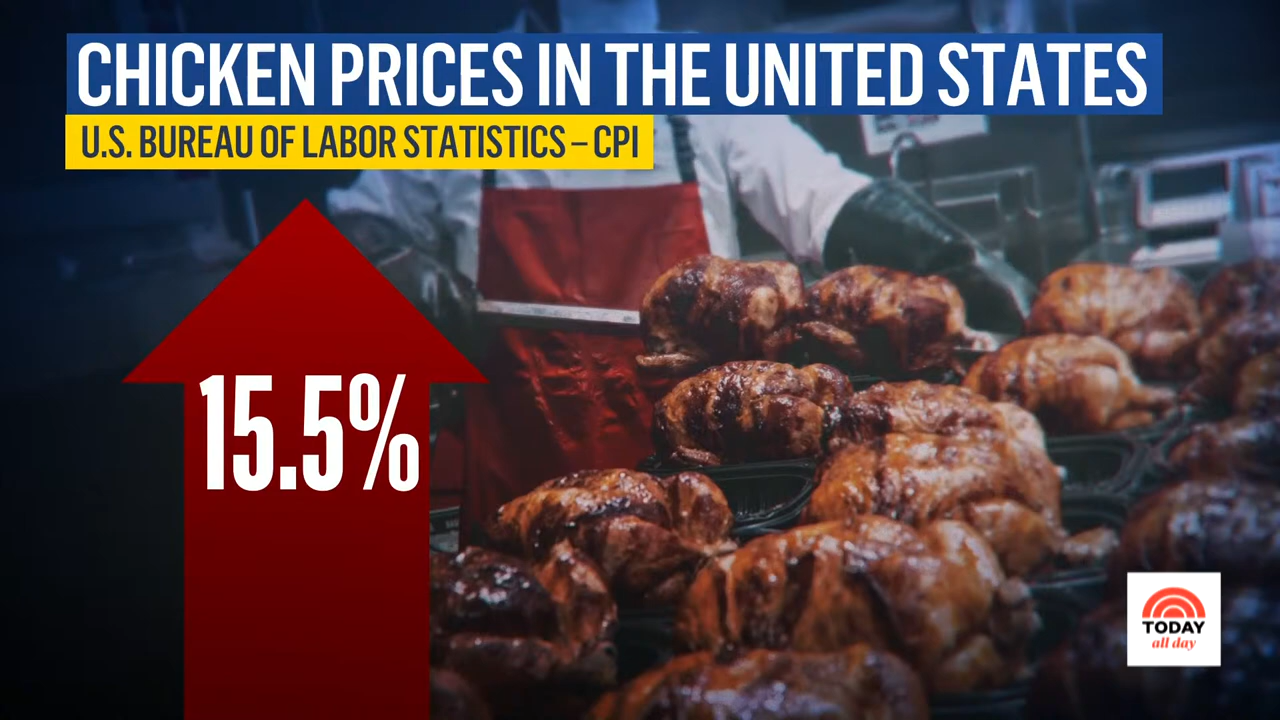 CHICKEN PRICES IN THE UNITED STATES
U.S. BUREAU OF LABOR STATISTICS – CPI
15.5%
TODAY
all day